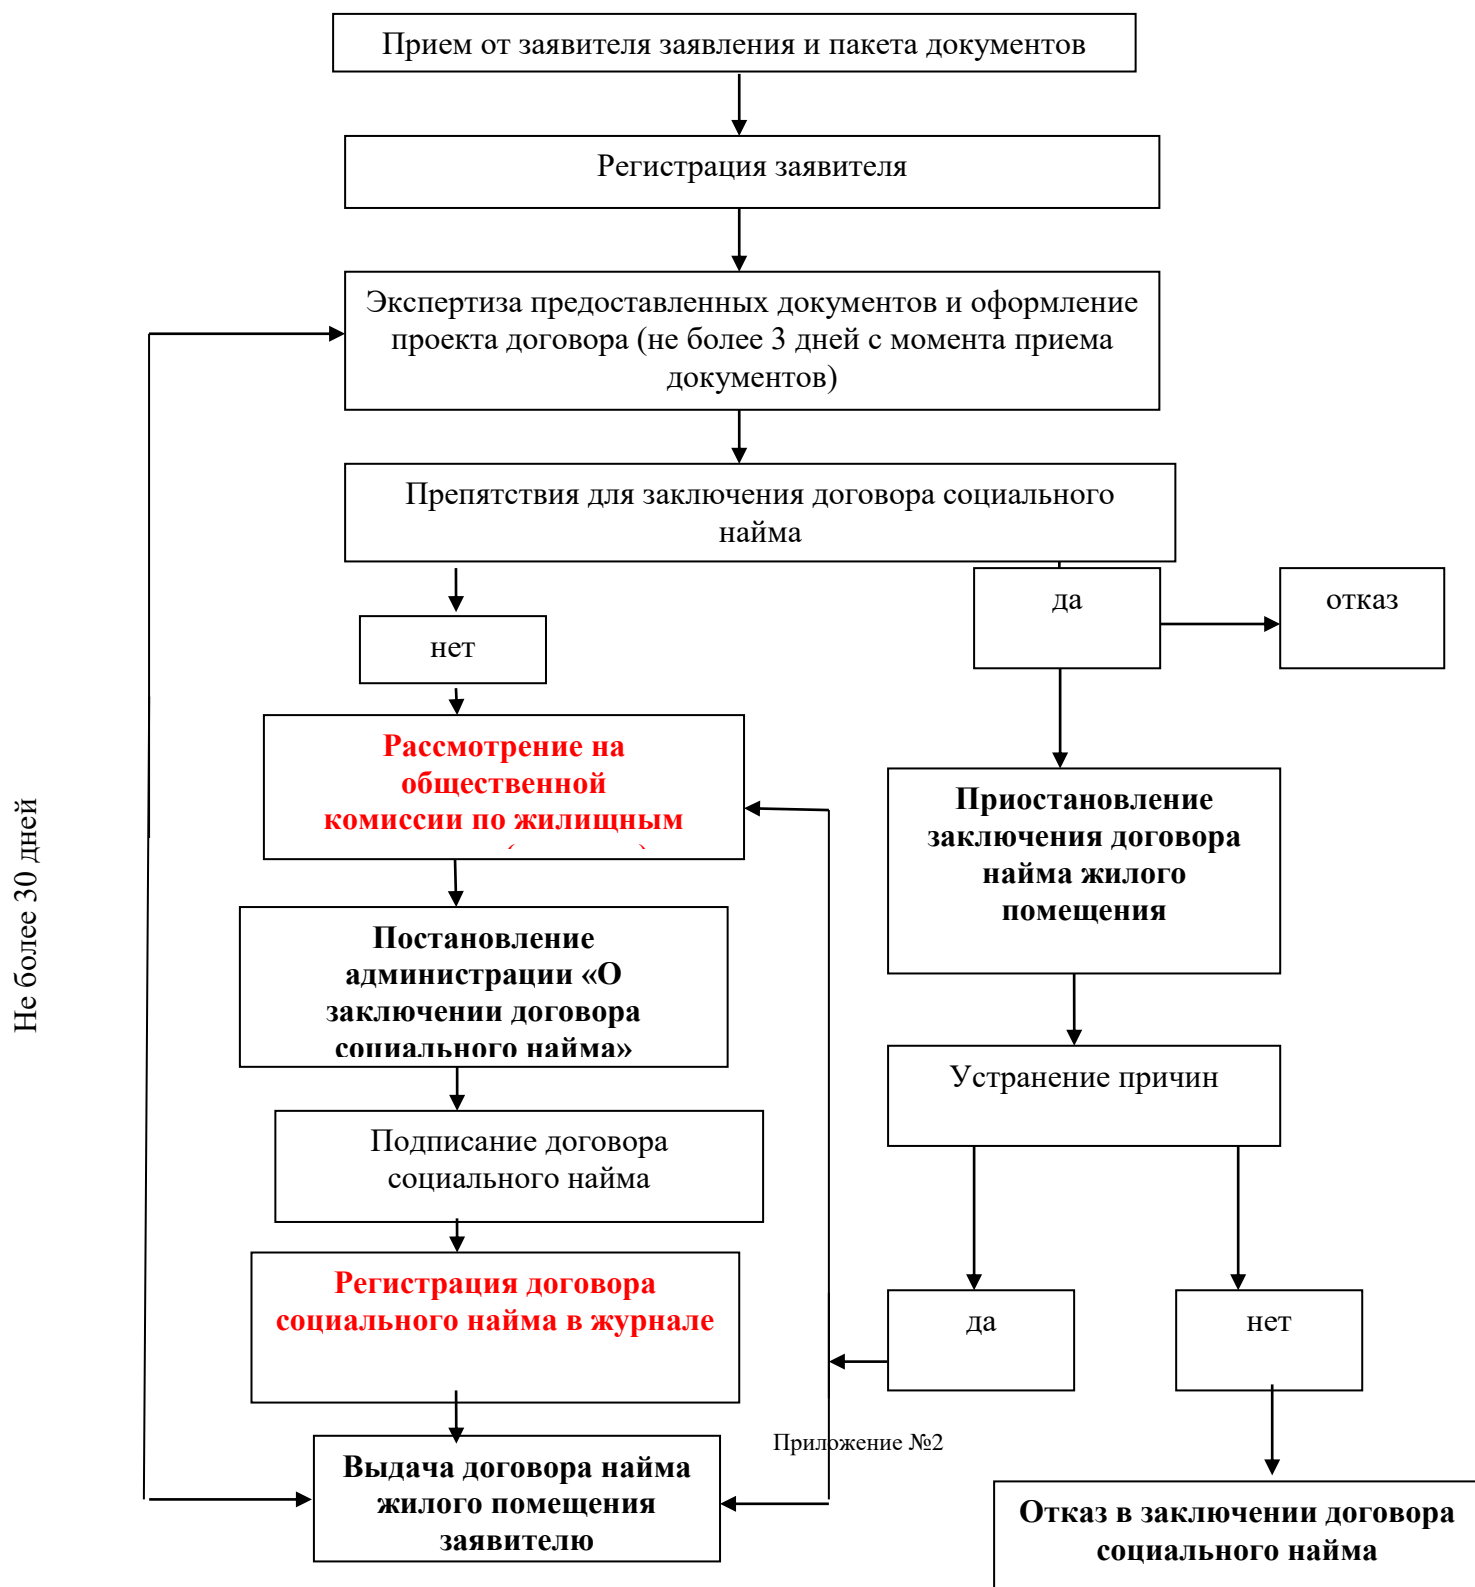 Прием от заявителя заявления и пакета документов
Регистрация заявителя
Экспертиза предоставленных документов и оформление
проекта договора (не более 3 дней с момента приема
документов)
Препятствия для заключения договора социального
найма
да
отказ
нет
Рассмотрение на
общественной
комиссии по жилищным
Приостановление
заключения договора
найма жилого
помещения
Не более 30 дней
Постановление
администрации «О
заключении договора
социального найма»
Устранение причин
Подписание договора
социального найма
Регистрация договора
социального найма в журнале
да
нет
Приложение №2
Выдача договора найма
жилого помещения
заявителю
Отказ в заключении договора
социального найма